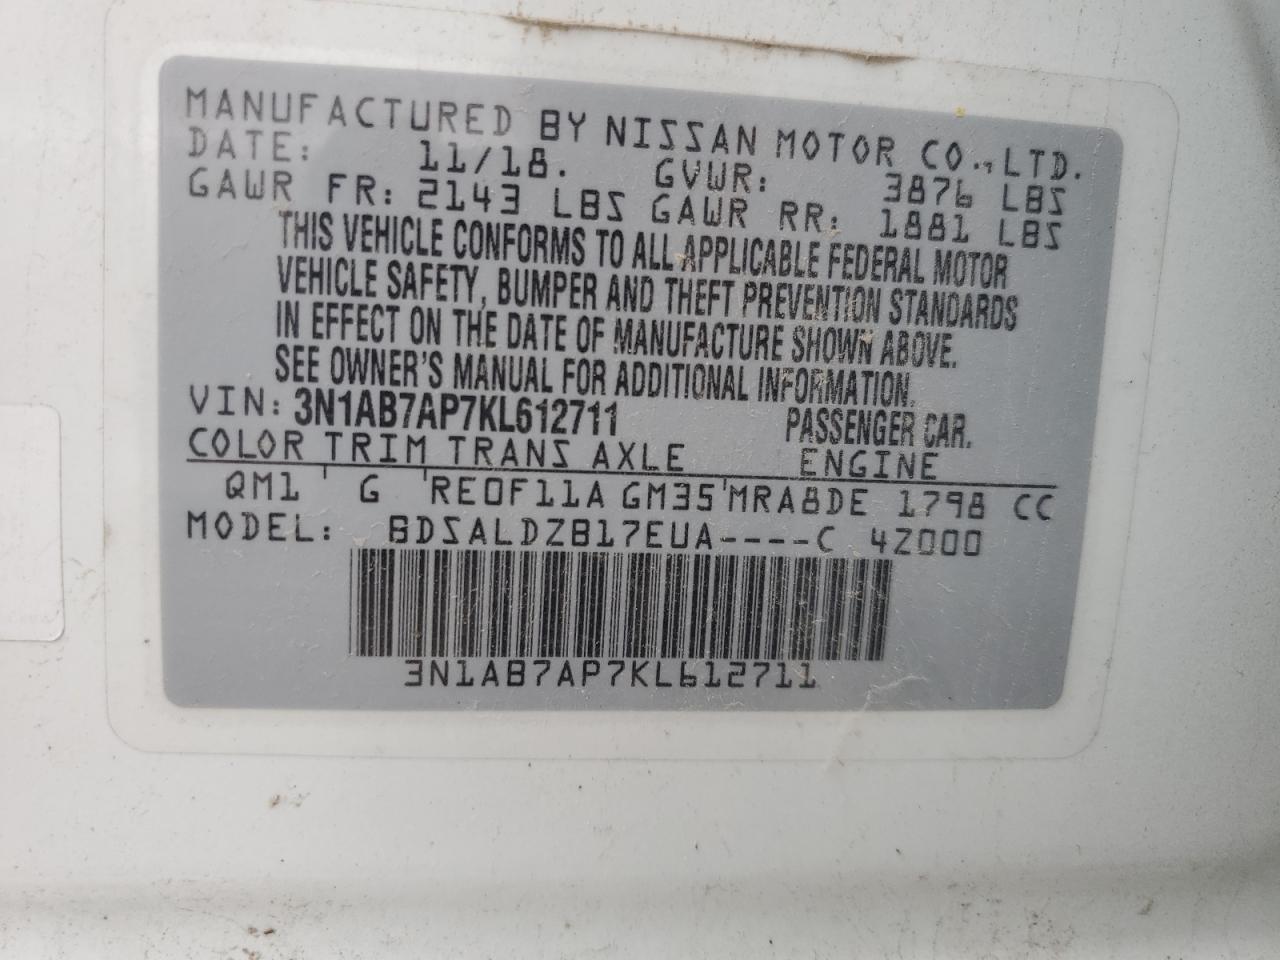 MANUFACTURED BY NISSAN MOTOR CO., LTD.
DATE: 11/18. GVWR: 3876 LBS
GAWR FR: 2143 LBS GAWR RR: 1881 LBS
THIS VEHICLE CONFORMS TO ALL APPLICABLE FEDERAL MOTOR
VEHICLE SAFETY, BUMPER AND THEFT PREVENTION STANDARDS
IN EFFECT ON THE DATE OF MANUFACTURE SHOWN ABOVE.
SEE OWNER'S MANUAL FOR ADDITIONAL INFORMATION.
VIN: 3N1AB7AP7KL612711 PASSENGER CAR.
COLOR TRIM TRANS AXLE ENGINE
QM1 G RE0F11A GM35 MRA8DE 1798 CC
MODEL: BDSALDZB17EUA----C 4Z000
3N1AB7AP7KL612711